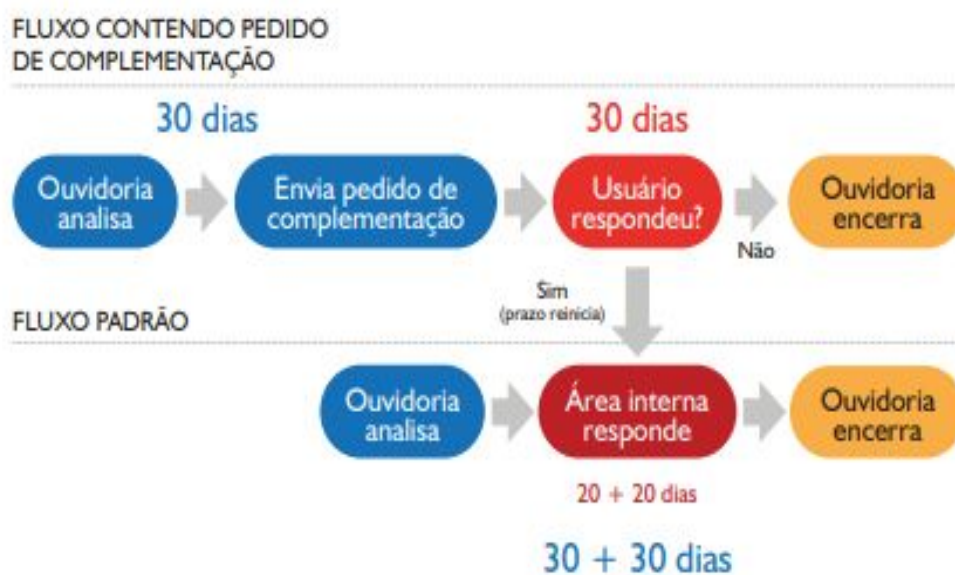 FLUXO CONTENDO PEDIDO
DE COMPLEMENTAÇÃO
30 dias
30 dias
Ouvidoria
analisa
Envia pedido de
complementação
Usuário
respondeu?
Ouvidoria
encerra
Não
Sim
(prazo reinicia)
FLUXO PADRÃO
Ouvidoria
analisa
Área interna
responde
Ouvidoria
encerra
20 + 20 dias
30 + 30 dias